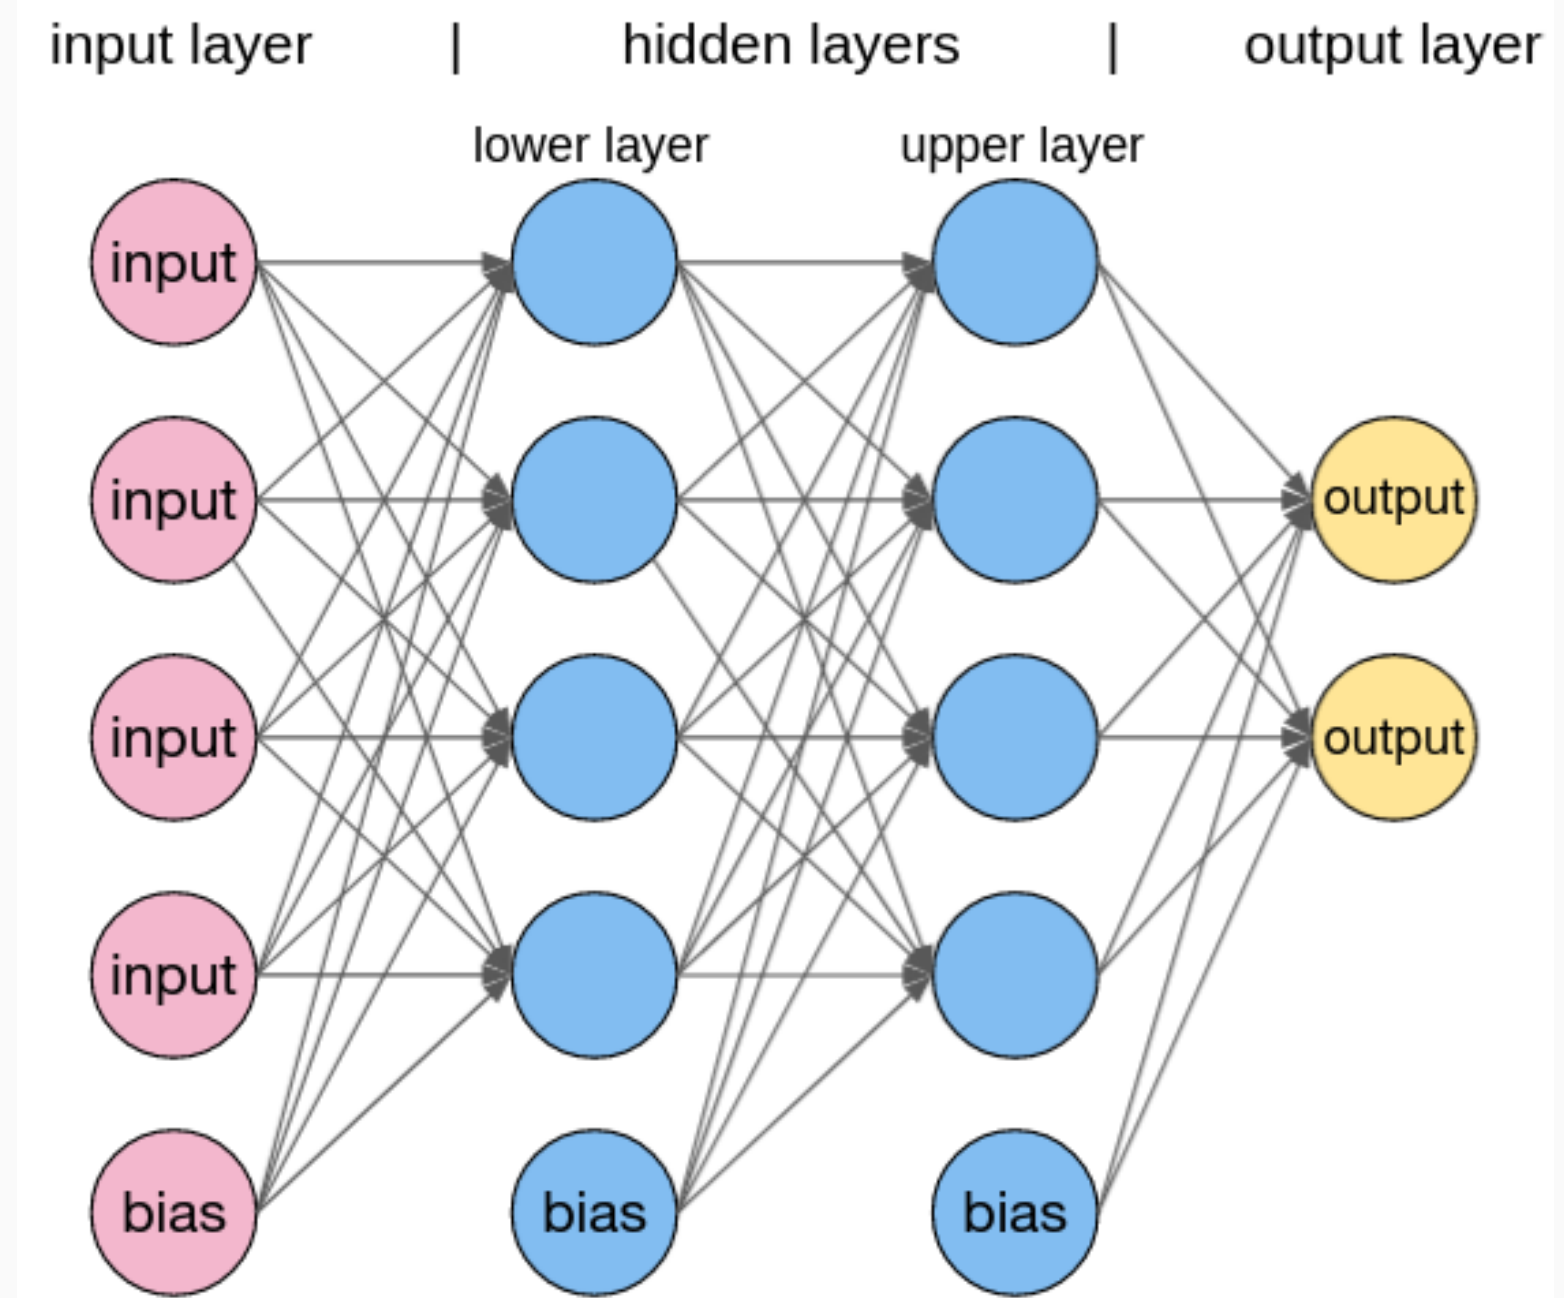 input layer | hidden layers | output layer
lower layer upper layer
input
input output
input output
input
bias bias bias